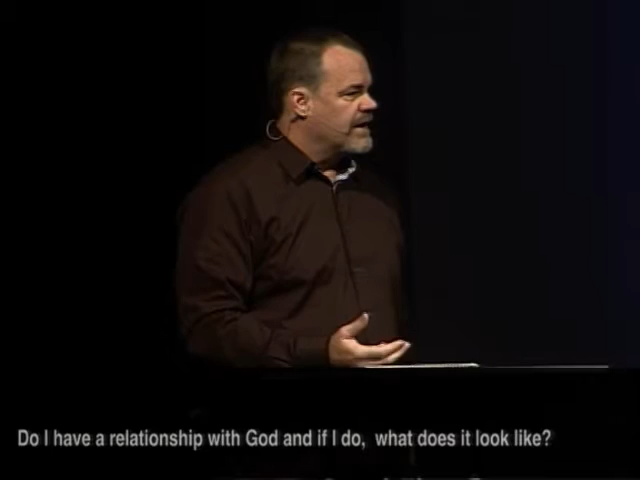 Do I have a relationship with God and if I do, what does it look like?